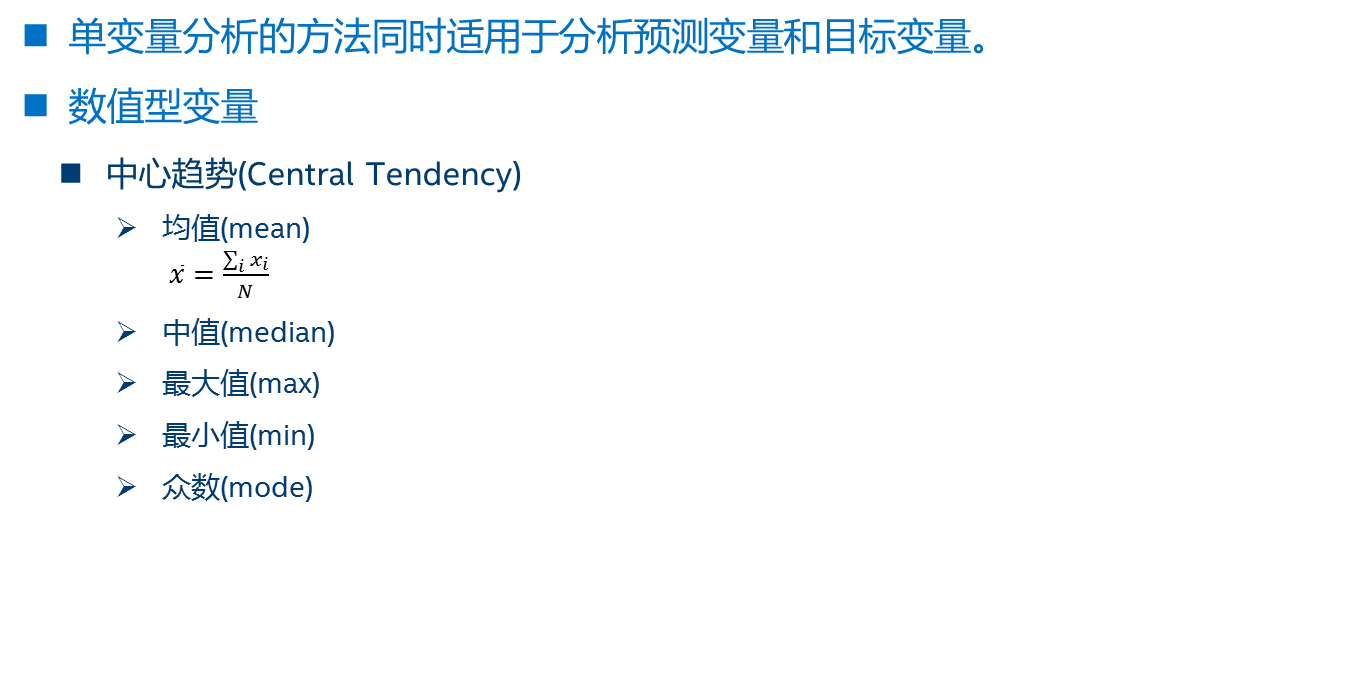 ■ 单变量分析的方法同时适用于分析预测变量和目标变量。
■ 数值型变量
■ 中心趋势(Central Tendency)
➢ 均值(mean)
ẋ = ∑ᵢ xᵢ / N
➢ 中值(median)
➢ 最大值(max)
➢ 最小值(min)
➢ 众数(mode)